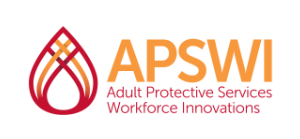 APSWI
Adult Protective Services
Workforce Innovations